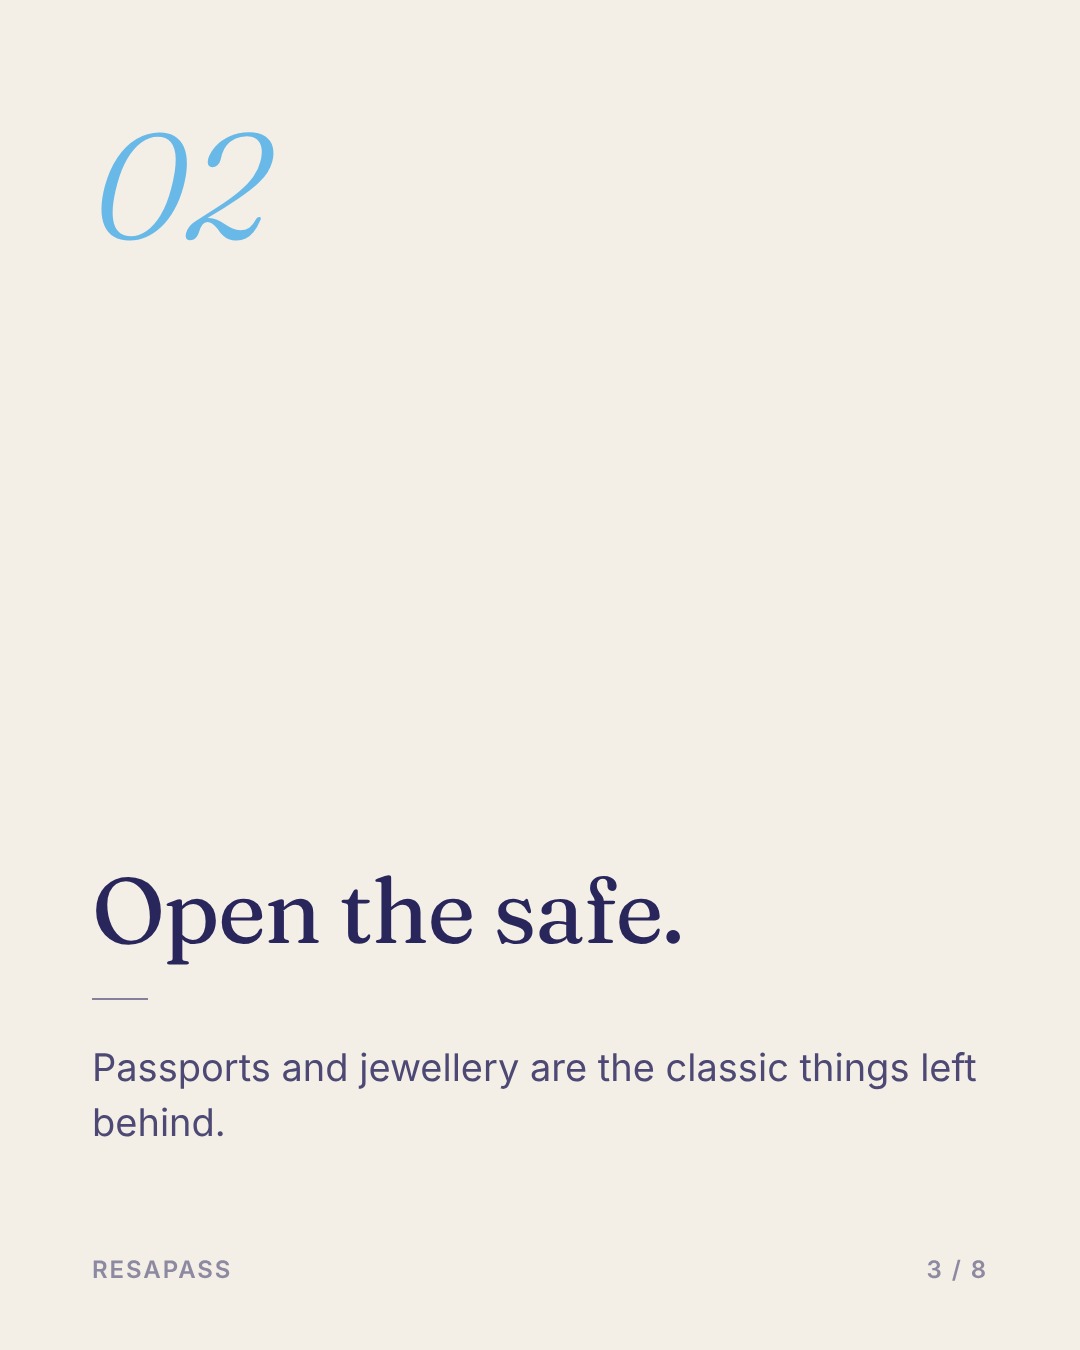 02
Open the safe.
Passports and jewellery are the classic things left
behind.
RESAPASS
3 / 8